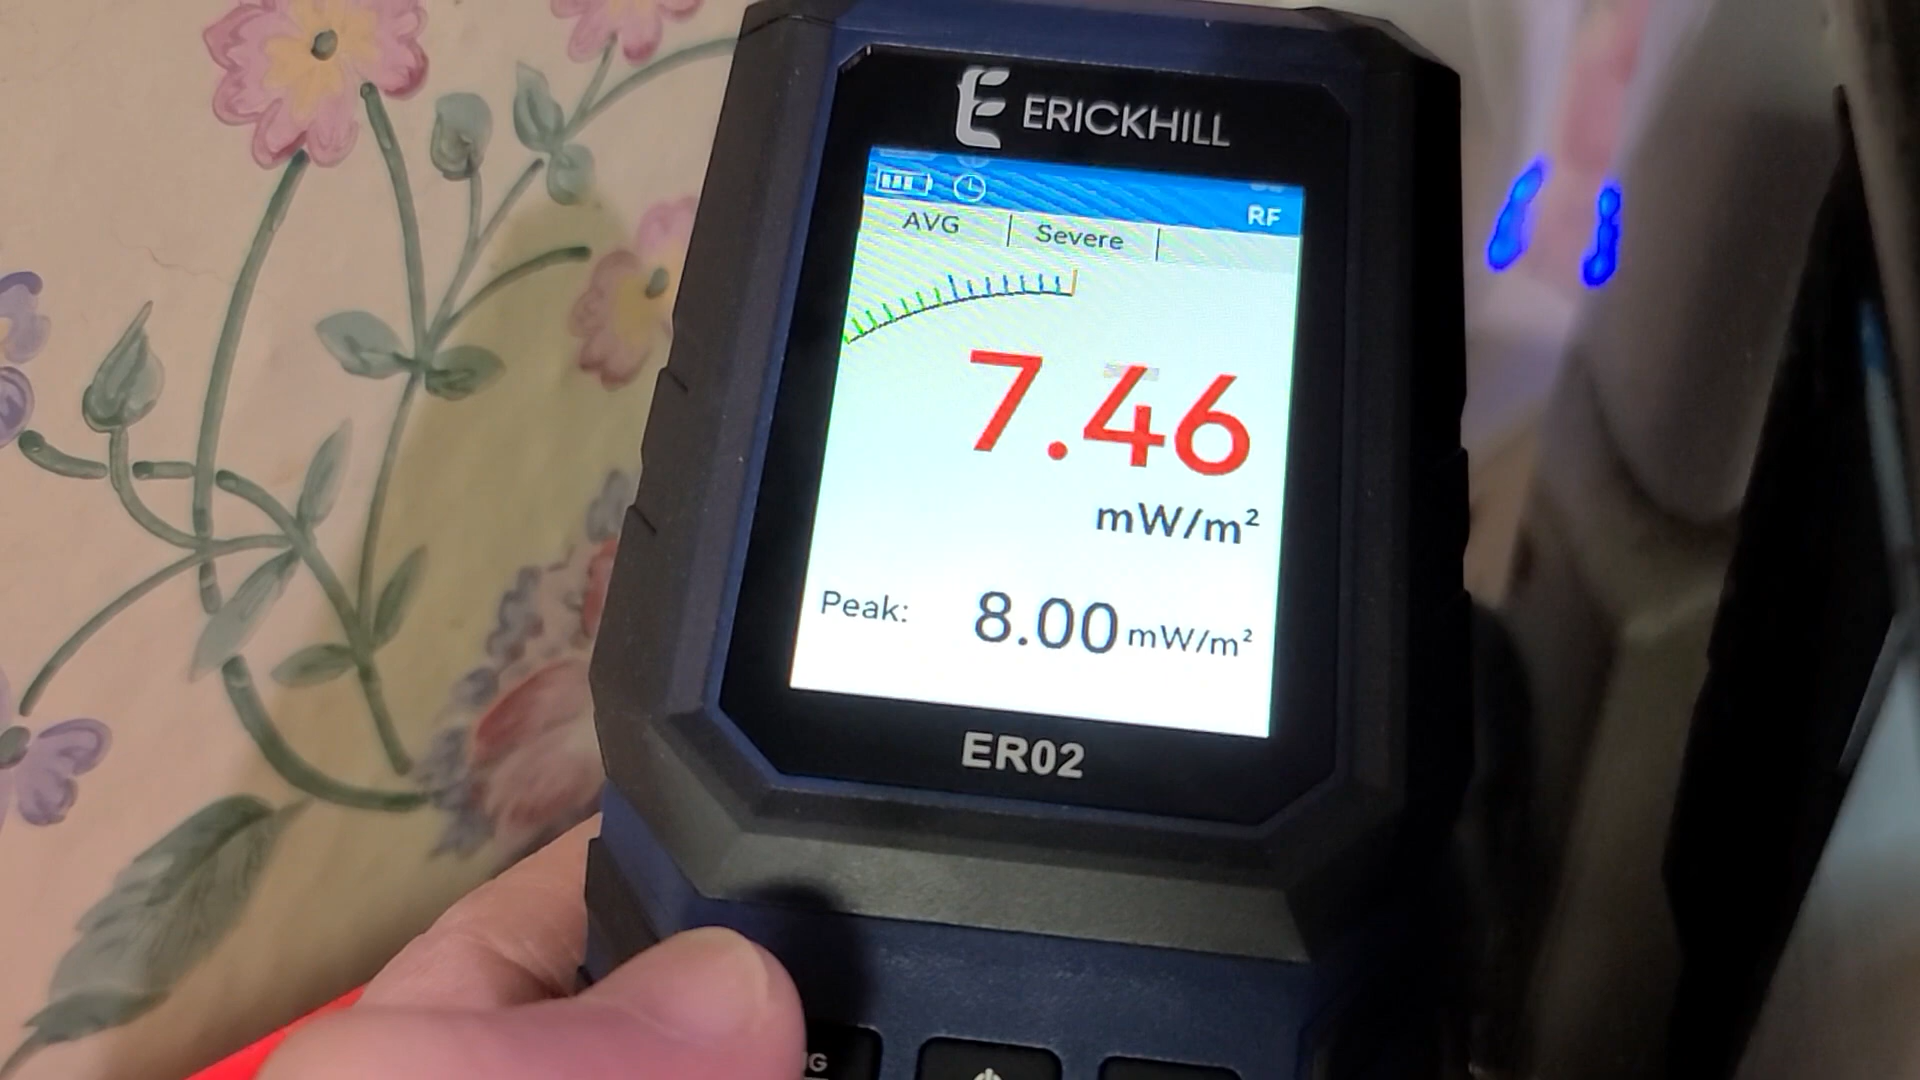 ERICKHILL
RF
AVG | Severe |
7.46
mW/m²
Peak: 8.00 mW/m²
ER02